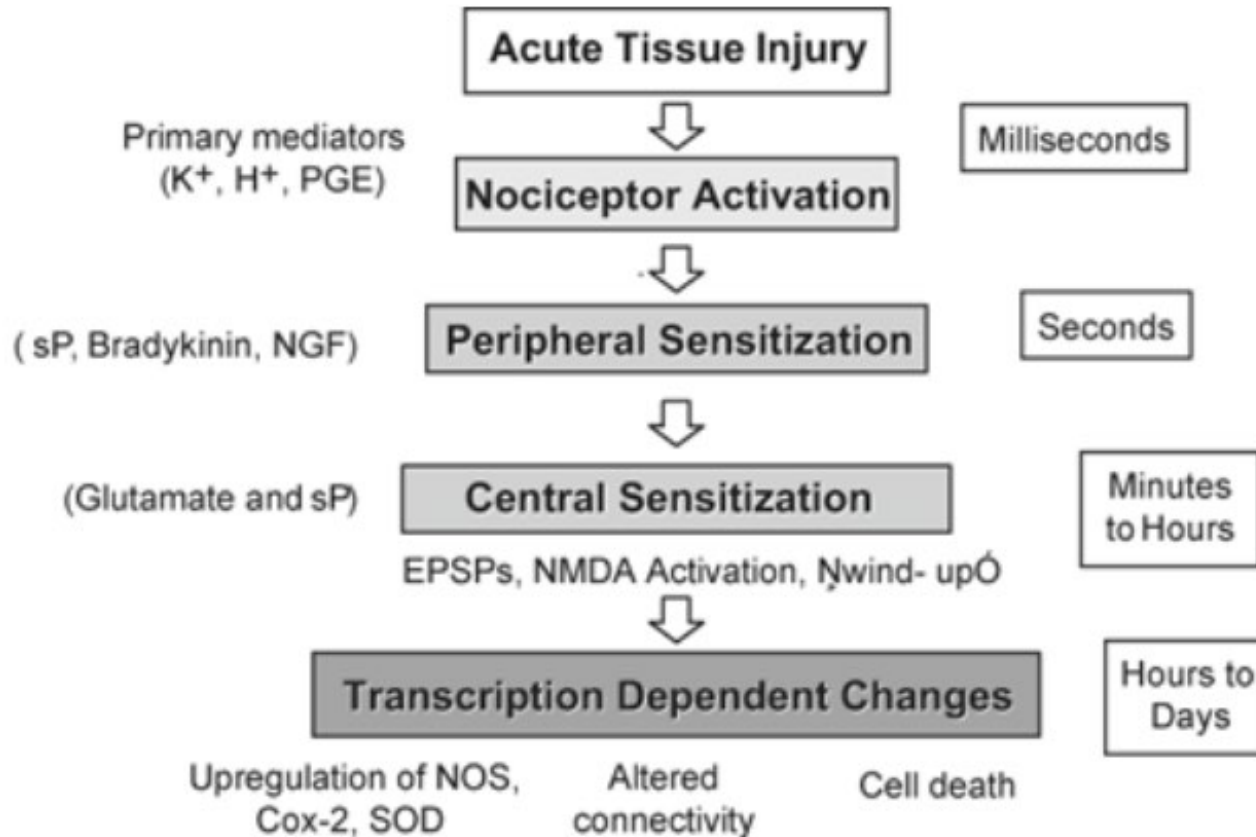 Acute Tissue Injury
Primary mediators
(K+, H+, PGE)
Milliseconds
Nociceptor Activation
( sP, Bradykinin, NGF)
Peripheral Sensitization
Seconds
(Glutamate and sP)
Central Sensitization
Minutes
to Hours
EPSPs, NMDA Activation, Ņwind- upÓ
Transcription Dependent Changes
Hours to
Days
Upregulation of NOS,
Cox-2, SOD
Altered
connectivity
Cell death